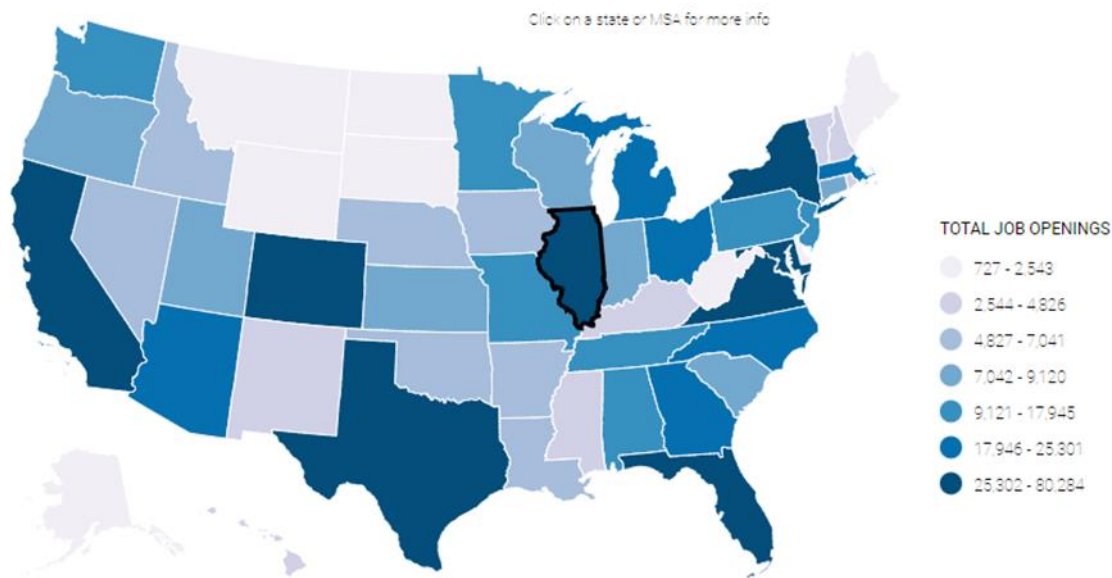 Click on a state or MSA for more info
TOTAL JOB OPENINGS
727 - 2,543
2,544 - 4,826
4,827 - 7,041
7,042 - 9,120
9,121 - 17,945
17,946 - 25,301
25,302 - 80,284